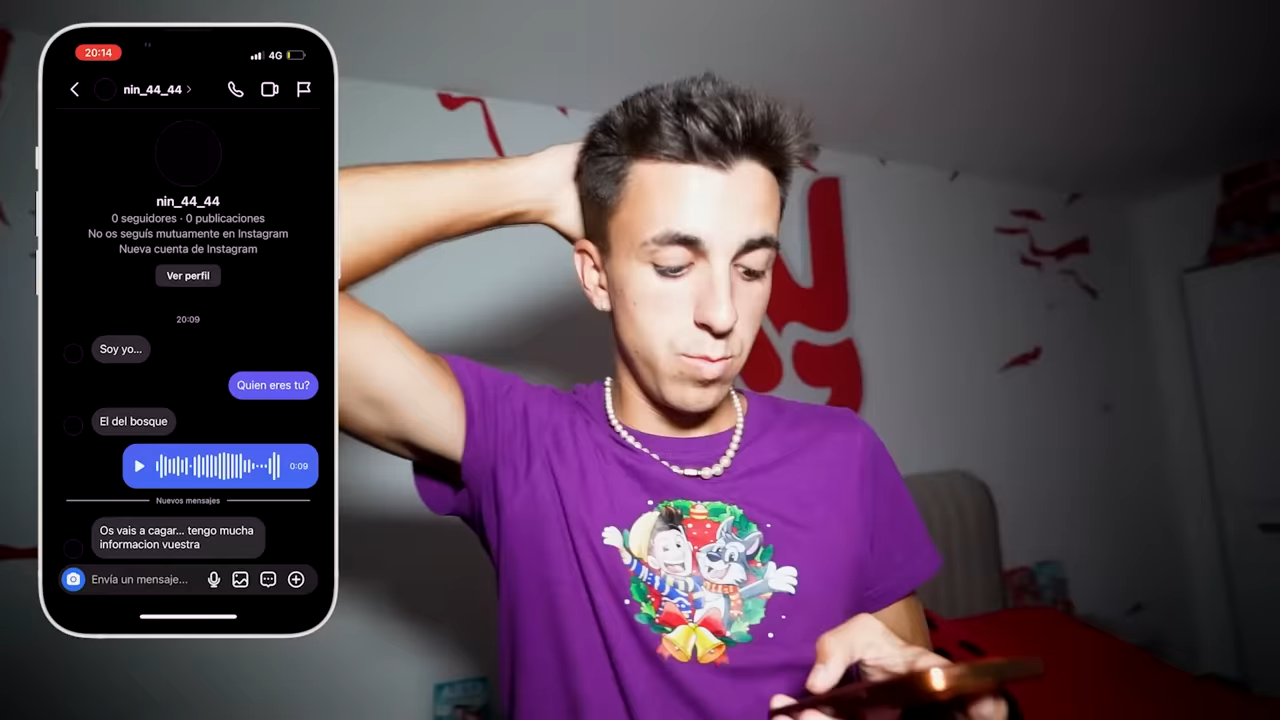 20:14
4G
nin_44_44
nin_44_44
0 seguidores · 0 publicaciones
No os seguís mutuamente en Instagram
Nueva cuenta de Instagram
Ver perfil
20:09
Soy yo...
Quien eres tu?
El del bosque
0:09
Nuevos mensajes
Os vais a cagar... tengo mucha
informacion vuestra
Envía un mensaje...